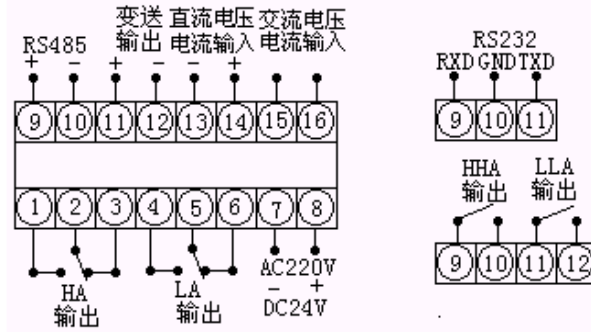 变送 直流电压 交流电压
RS485 输出 电流输入 电流输入
+ − + − − +
9 10 11 12 13 14 15 16
1 2 3 4 5 6 7 8
AC220V
− +
DC24V
HA
输出
LA
输出
RS232
RXD GND TXD
9 10 11
HHA LLA
输出 输出
9 10 11 12